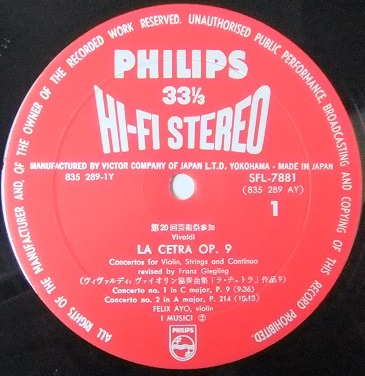 ALL RIGHTS OF THE MANUFACTURER AND OF THE OWNER OF THE RECORDED WORK RESERVED. UNAUTHORISED PUBLIC PERFORMANCE, BROADCASTING AND COPYING OF THIS RECORD PROHIBITED.
PHILIPS
33⅓
HI-FI STEREO
MANUFACTURED BY VICTOR COMPANY OF JAPAN L.T.D. YOKOHAMA · MADE IN JAPAN
835 289-1Y
SFL-7881
(835 289 AY)
1
第20回芸術祭参加
Vivaldi
LA CETRA OP. 9
Concertos for Violin, Strings and Continuo
revised by Franz Giegling
(ヴィヴァルディ: ヴァイオリン協奏曲集「ラ・チェトラ」作品9)
Concerto no. 1 in C major, P. 9 (9:36)
Concerto no. 2 in A major, P. 214 (10:13)
FELIX AYO, violin
I MUSICI ②
PHILIPS